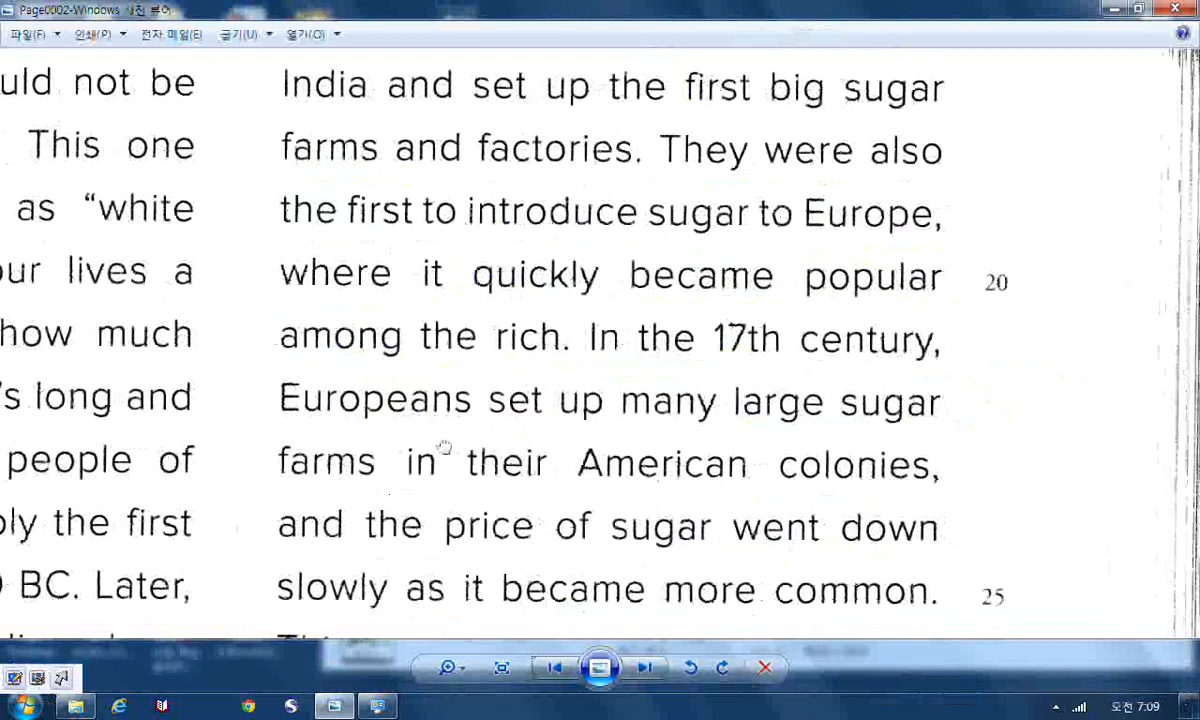 Page0002-Windows 사진 뷰어
파일(F)
인쇄(P)
전자 메일(E)
굽기(U)
열기(O)
uld not be
This one
as “white
our lives a
how much
's long and
people of
bly the first
BC. Later,
India and set up the first big sugar
farms and factories. They were also
the first to introduce sugar to Europe,
where it quickly became popular
20
among the rich. In the 17th century,
Europeans set up many large sugar
farms in their American colonies,
and the price of sugar went down
slowly as it became more common.
25
오전 7:09